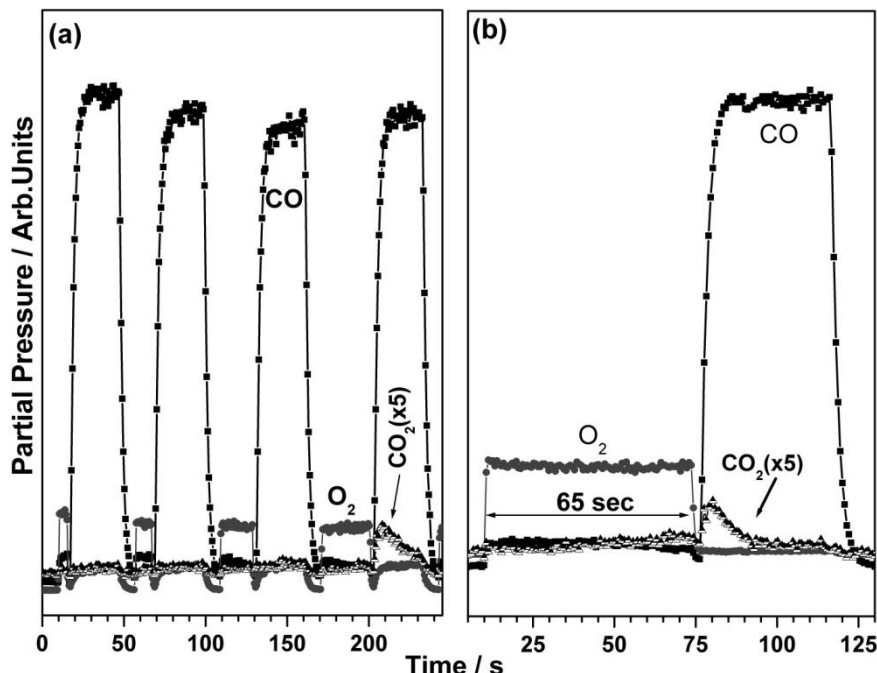 (a)
(b)
Partial Pressure / Arb.Units
CO
CO
CO₂(x5)
O₂
O₂
CO₂(x5)
65 sec
0 50 100 150 200
25 50 75 100 125
Time / s